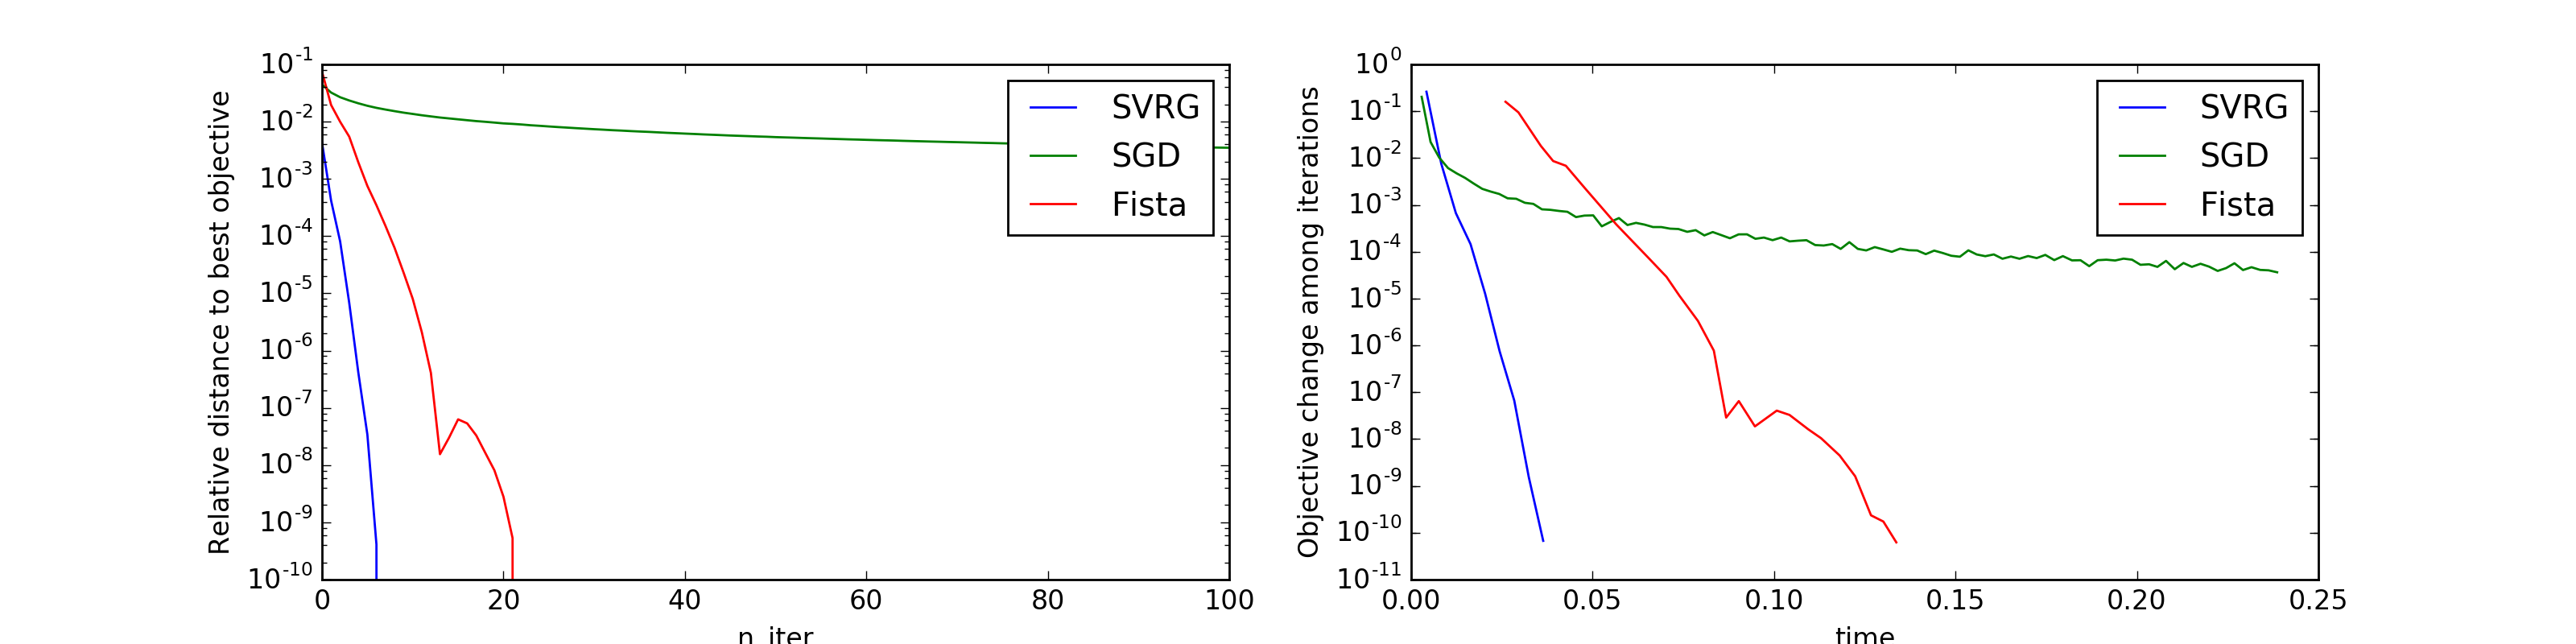 Relative distance to best objective
10^-1
10^-2
10^-3
10^-4
10^-5
10^-6
10^-7
10^-8
10^-9
10^-10
0 20 40 60 80 100
n_iter
SVRG
SGD
Fista
Objective change among iterations
10^0
10^-1
10^-2
10^-3
10^-4
10^-5
10^-6
10^-7
10^-8
10^-9
10^-10
10^-11
0.00 0.05 0.10 0.15 0.20 0.25
time
SVRG
SGD
Fista